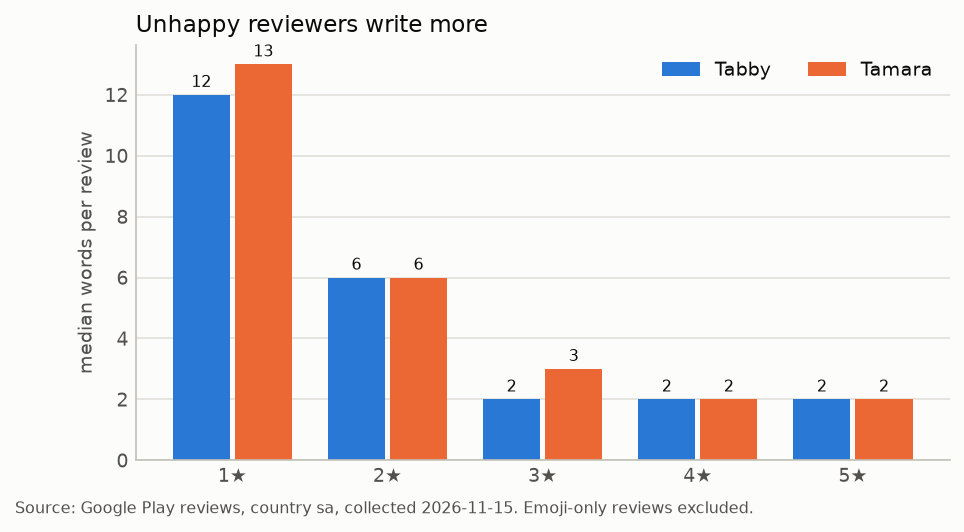 Unhappy reviewers write more
Tabby Tamara
median words per review
12
10
8
6
4
2
0
12 13
6 6
2 3
2 2
2 2
1★ 2★ 3★ 4★ 5★
Source: Google Play reviews, country sa, collected 2026-11-15. Emoji-only reviews excluded.